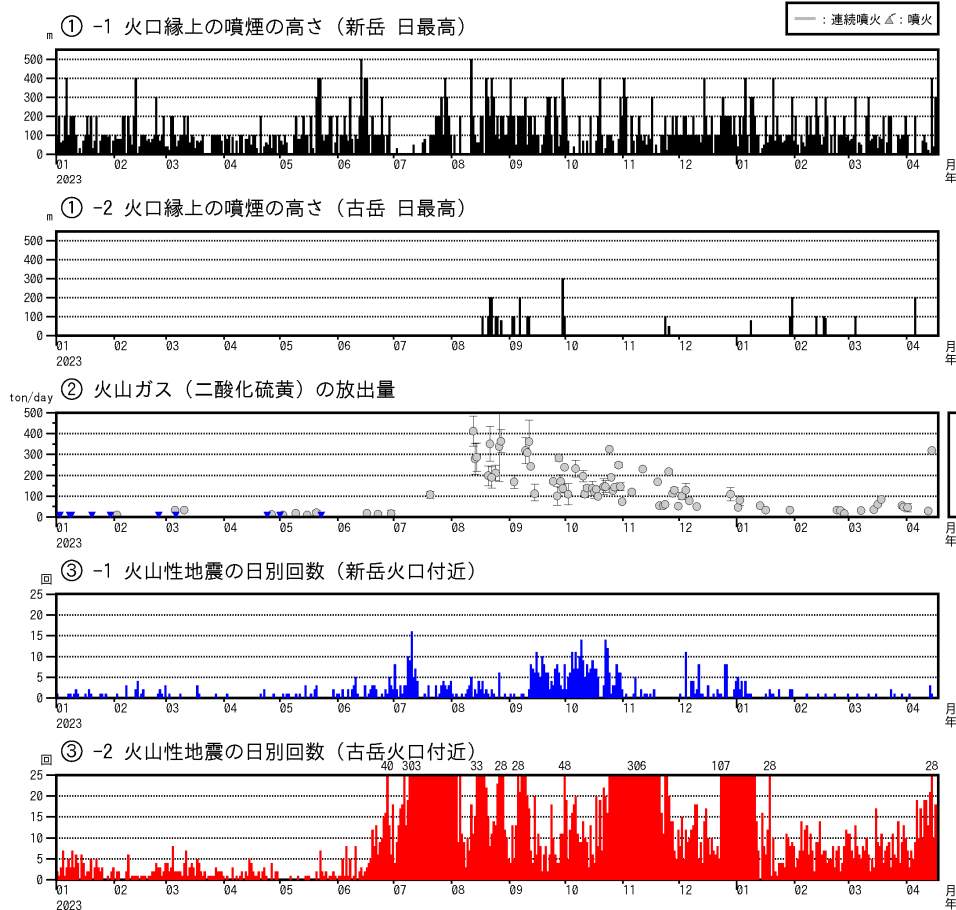 ― : 連続噴火 : 噴火
① -1 火口縁上の噴煙の高さ（新岳 日最高）
m
500
400
300
200
100
0
01 02 03 04 05 06 07 08 09 10 11 12 01 02 03 04 月
2023 年
① -2 火口縁上の噴煙の高さ（古岳 日最高）
m
500
400
300
200
100
0
01 02 03 04 05 06 07 08 09 10 11 12 01 02 03 04 月
2023 年
② 火山ガス（二酸化硫黄）の放出量
ton/day
500
400
300
200
100
0
01 02 03 04 05 06 07 08 09 10 11 12 01 02 03 04 月
2023 年
③ -1 火山性地震の日別回数（新岳火口付近）
回
25
20
15
10
5
0
01 02 03 04 05 06 07 08 09 10 11 12 01 02 03 04 月
2023 年
③ -2 火山性地震の日別回数（古岳火口付近）
回
40 303 33 28 28 48 306 107 28 28
25
20
15
10
5
0
01 02 03 04 05 06 07 08 09 10 11 12 01 02 03 04 月
2023 年